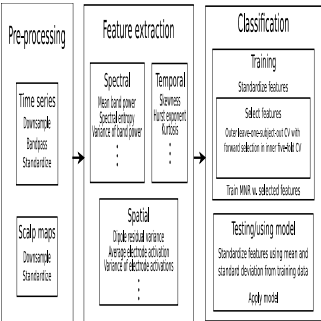 Pre-processing
Time series
Downsample
Bandpass
Standardize
Scalp maps
Downsample
Standardize
Feature extraction
Spectral
Mean band power
Spectral entropy
Variance of band power
Temporal
Skewness
Hurst exponent
Kurtosis
Spatial
Dipole residual variance
Average electrode activation
Variance of electrode activations
Classification
Training
Standardize features
Select features
Outer leave-one-subject-out CV with
forward selection in inner five-fold CV
Train MNR w. selected features
Testing/using model
Standardize features using mean and
standard deviation from training data
Apply model